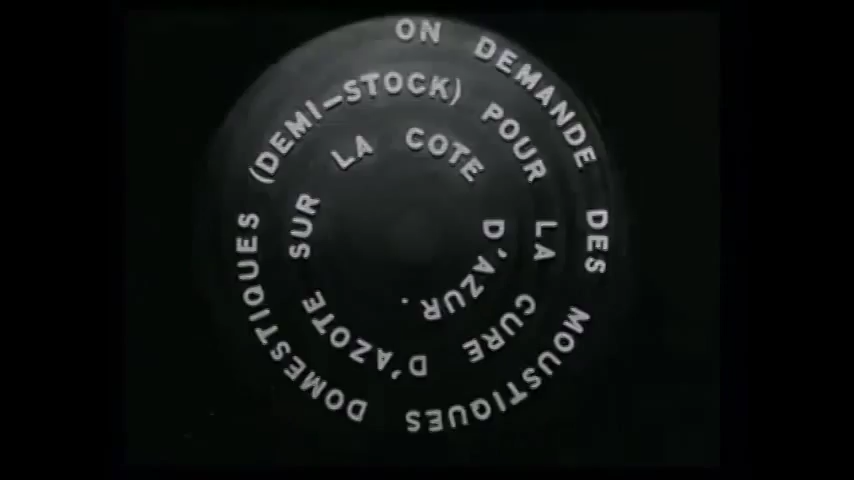 ON DEMANDE DES MOUSTIQUES DOMESTIQUES (DEMI-STOCK) POUR LA CURE D'AZOTE SUR LA COTE D'AZUR.